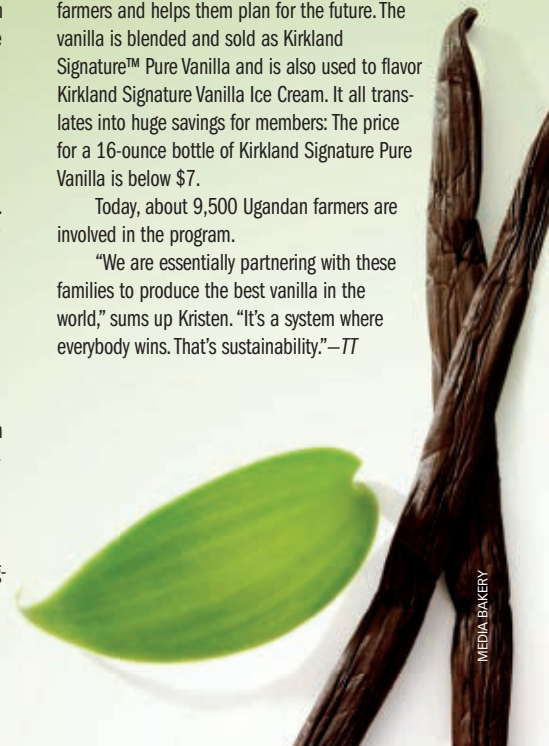 farmers and helps them plan for the future. The
vanilla is blended and sold as Kirkland
Signature™ Pure Vanilla and is also used to flavor
Kirkland Signature Vanilla Ice Cream. It all trans-
lates into huge savings for members: The price
for a 16-ounce bottle of Kirkland Signature Pure
Vanilla is below $7.
Today, about 9,500 Ugandan farmers are
involved in the program.
“We are essentially partnering with these
families to produce the best vanilla in the
world,” sums up Kristen. “It’s a system where
everybody wins. That’s sustainability.”—TT
MEDIA BAKERY